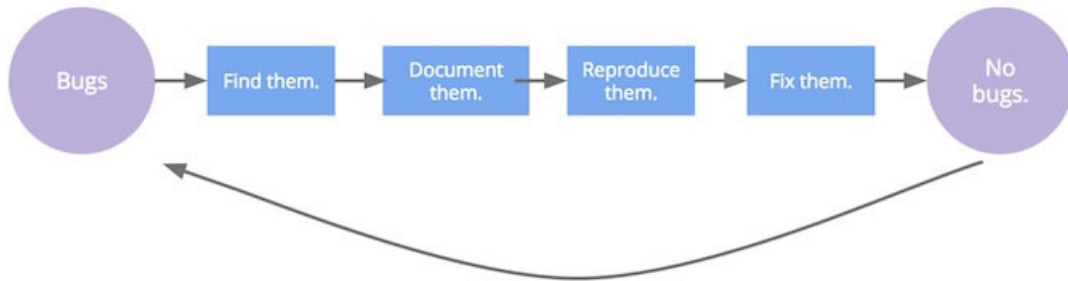 Bugs
Find them.
Document
them.
Reproduce
them.
Fix them.
No
bugs.